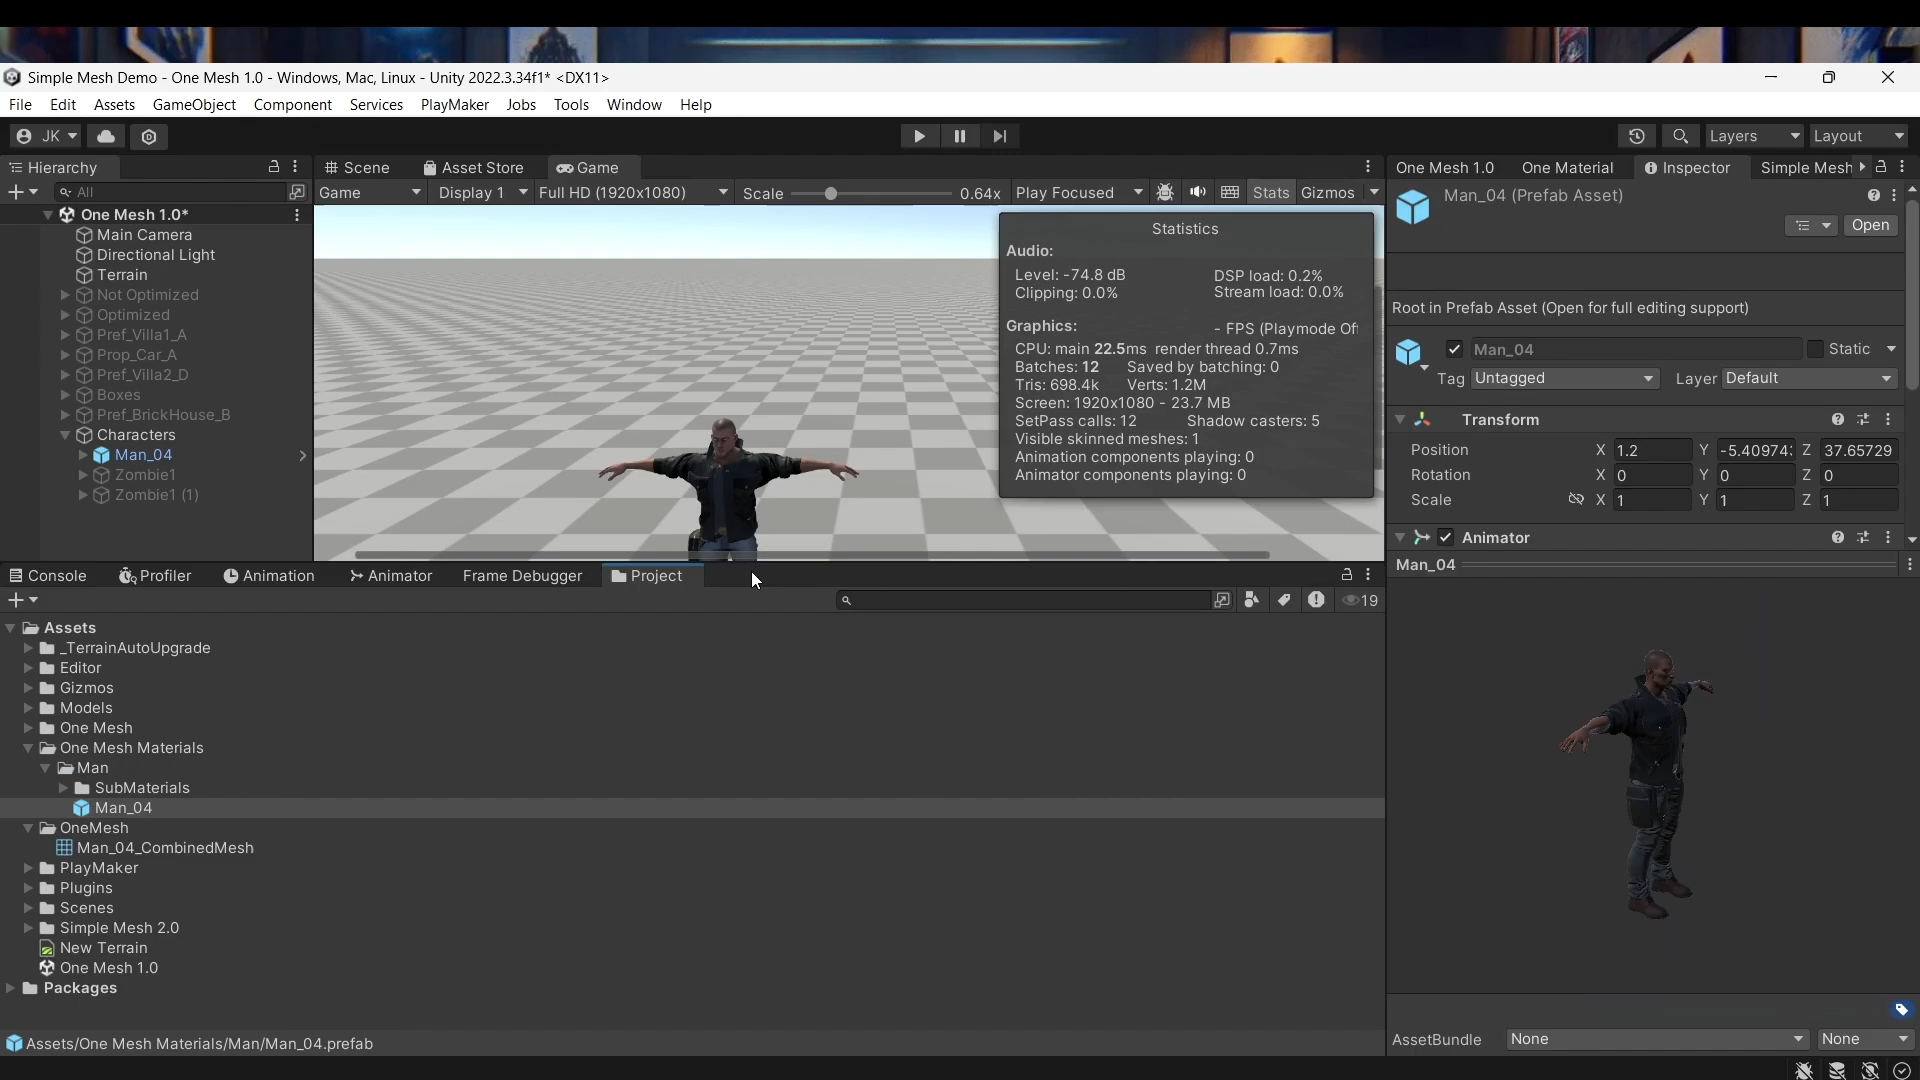 Simple Mesh Demo - One Mesh 1.0 - Windows, Mac, Linux - Unity 2022.3.34f1* <DX11>
File Edit Assets GameObject Component Services PlayMaker Jobs Tools Window Help
JK Layers Layout
Hierarchy Scene Asset Store Game One Mesh 1.0 One Material Inspector Simple Mesh
All Game Display 1 Full HD (1920x1080) Scale 0.64x Play Focused Stats Gizmos
Man_04 (Prefab Asset)
Open
One Mesh 1.0*
Main Camera
Directional Light
Terrain
Not Optimized
Optimized
Pref_Villa1_A
Prop_Car_A
Pref_Villa2_D
Boxes
Pref_BrickHouse_B
Characters
Man_04
Zombie1
Zombie1 (1)
Statistics
Audio:
Level: -74.8 dB DSP load: 0.2%
Clipping: 0.0% Stream load: 0.0%
Graphics: - FPS (Playmode Of
CPU: main 22.5ms render thread 0.7ms
Batches: 12 Saved by batching: 0
Tris: 698.4k Verts: 1.2M
Screen: 1920x1080 - 23.7 MB
SetPass calls: 12 Shadow casters: 5
Visible skinned meshes: 1
Animation components playing: 0
Animator components playing: 0
Root in Prefab Asset (Open for full editing support)
Man_04 Static
Tag Untagged Layer Default
Transform
Position X 1.2 Y -5.40974 Z 37.65729
Rotation X 0 Y 0 Z 0
Scale X 1 Y 1 Z 1
Animator
Man_04
Console Profiler Animation Animator Frame Debugger Project
19
Assets
_TerrainAutoUpgrade
Editor
Gizmos
Models
One Mesh
One Mesh Materials
Man
SubMaterials
Man_04
OneMesh
Man_04_CombinedMesh
PlayMaker
Plugins
Scenes
Simple Mesh 2.0
New Terrain
One Mesh 1.0
Packages
Assets/One Mesh Materials/Man/Man_04.prefab
AssetBundle None None